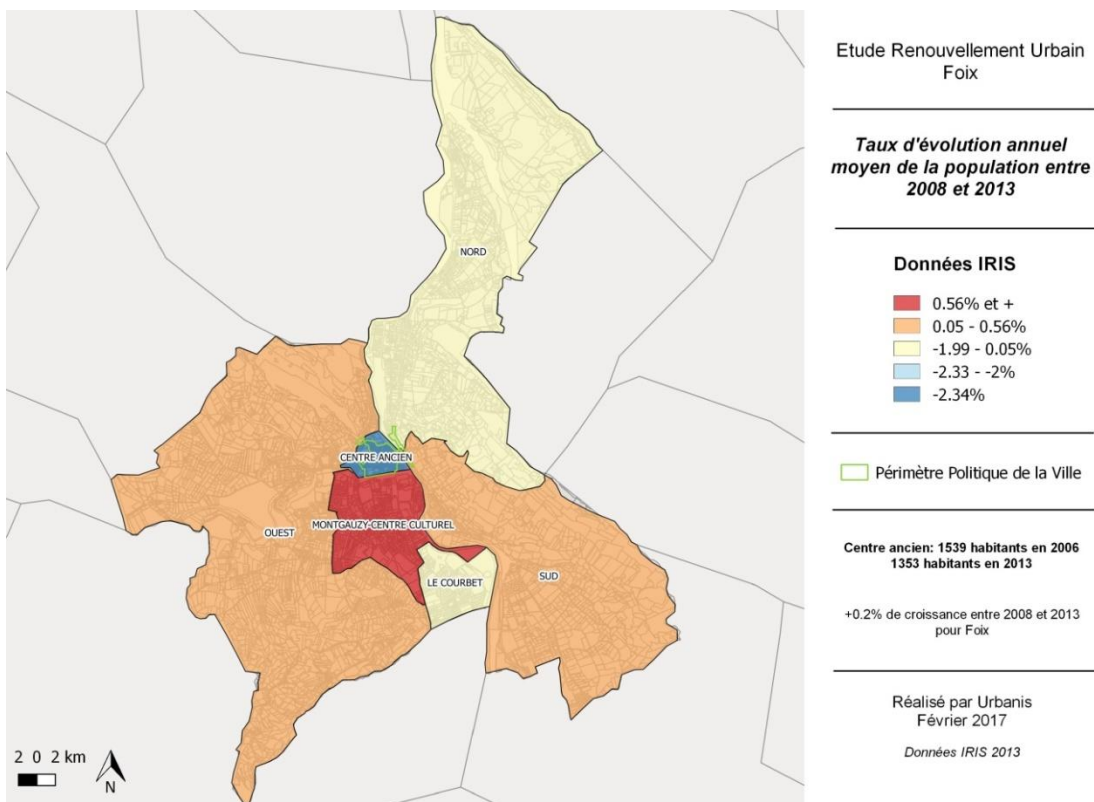 NORD
CENTRE ANCIEN
MONTGAUZY-CENTRE CULTUREL
OUEST
LE COURBET
SUD
2 0 2 km
N
Etude Renouvellement Urbain
Foix
Taux d'évolution annuel
moyen de la population entre
2008 et 2013
Données IRIS
0.56% et +
0.05 - 0.56%
-1.99 - 0.05%
-2.33 - -2%
-2.34%
Périmètre Politique de la Ville
Centre ancien: 1539 habitants en 2006
1353 habitants en 2013
+0.2% de croissance entre 2008 et 2013
pour Foix
Réalisé par Urbanis
Février 2017
Données IRIS 2013